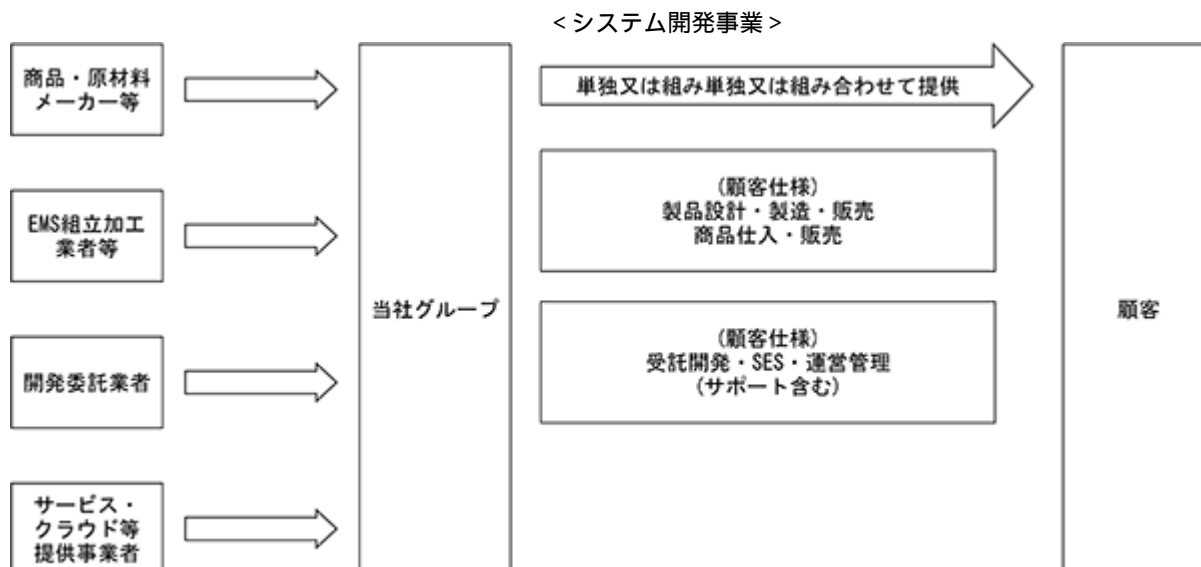 <システム開発事業>
商品・原材料
メーカー等
単独又は組み単独又は組み合わせて提供
(顧客仕様)
製品設計・製造・販売
商品仕入・販売
EMS組立加工
業者等
当社グループ
顧客
(顧客仕様)
受託開発・SES・運営管理
(サポート含む)
開発委託業者
サービス・
クラウド等
提供事業者